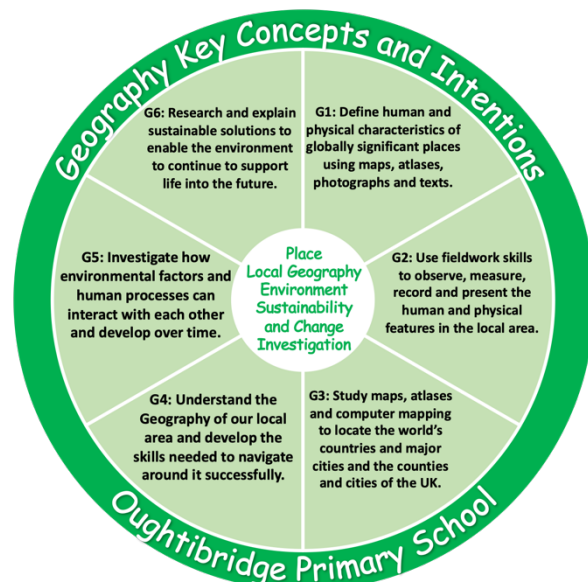 Geography Key Concepts and Intentions
G6: Research and explain
sustainable solutions to
enable the environment
to continue to support
life into the future.
G1: Define human and
physical characteristics of
globally significant places
using maps, atlases,
photographs and texts.
G5: Investigate how
environmental factors and
human processes can
interact with each other
and develop over time.
Place
Local Geography
Environment
Sustainability
and Change
Investigation
G2: Use fieldwork skills
to observe, measure,
record and present the
human and physical
features in the local area.
G4: Understand the
Geography of our local
area and develop the
skills needed to navigate
around it successfully.
G3: Study maps, atlases
and computer mapping
to locate the world's
countries and major
cities and the counties
and cities of the UK.
Oughtibridge Primary School